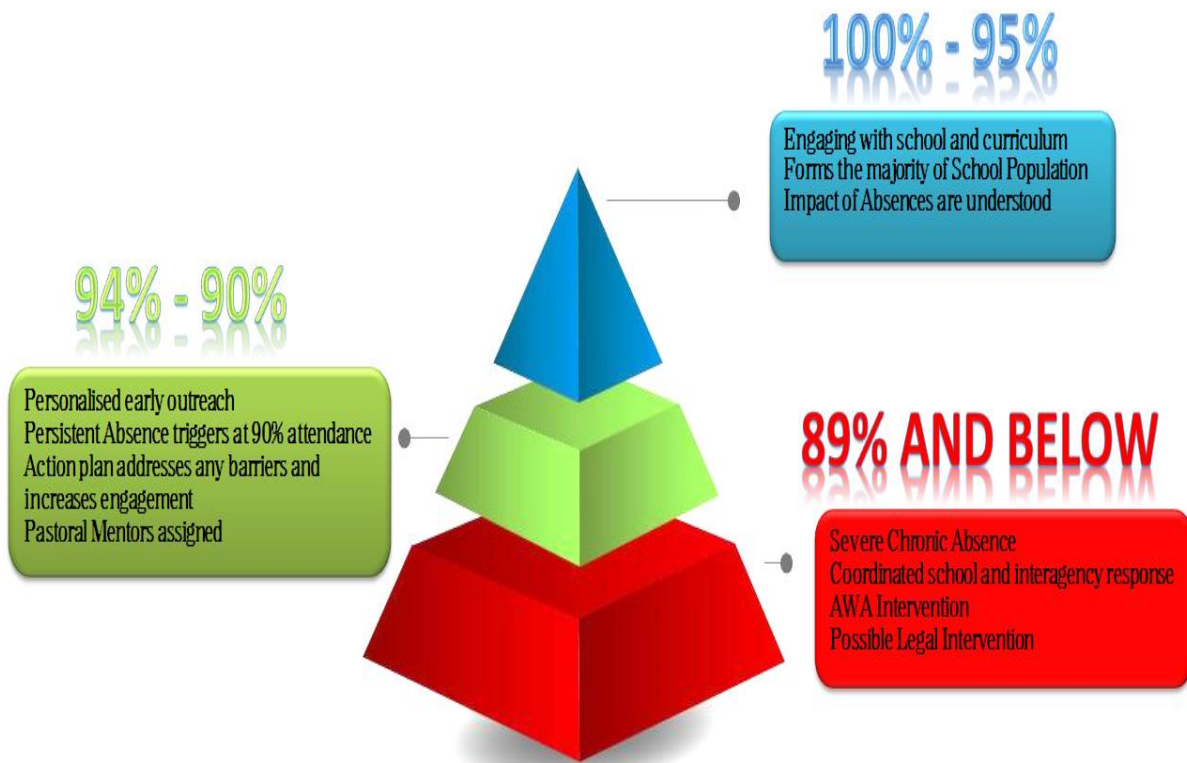 100% - 95%
Engaging with school and curriculum
Forms the majority of School Population
Impact of Absences are understood
94% - 90%
Personalised early outreach
Persistent Absence triggers at 90% attendance
Action plan addresses any barriers and
increases engagement
Pastoral Mentors assigned
89% AND BELOW
Severe Chronic Absence
Coordinated school and interagency response
AWA Intervention
Possible Legal Intervention